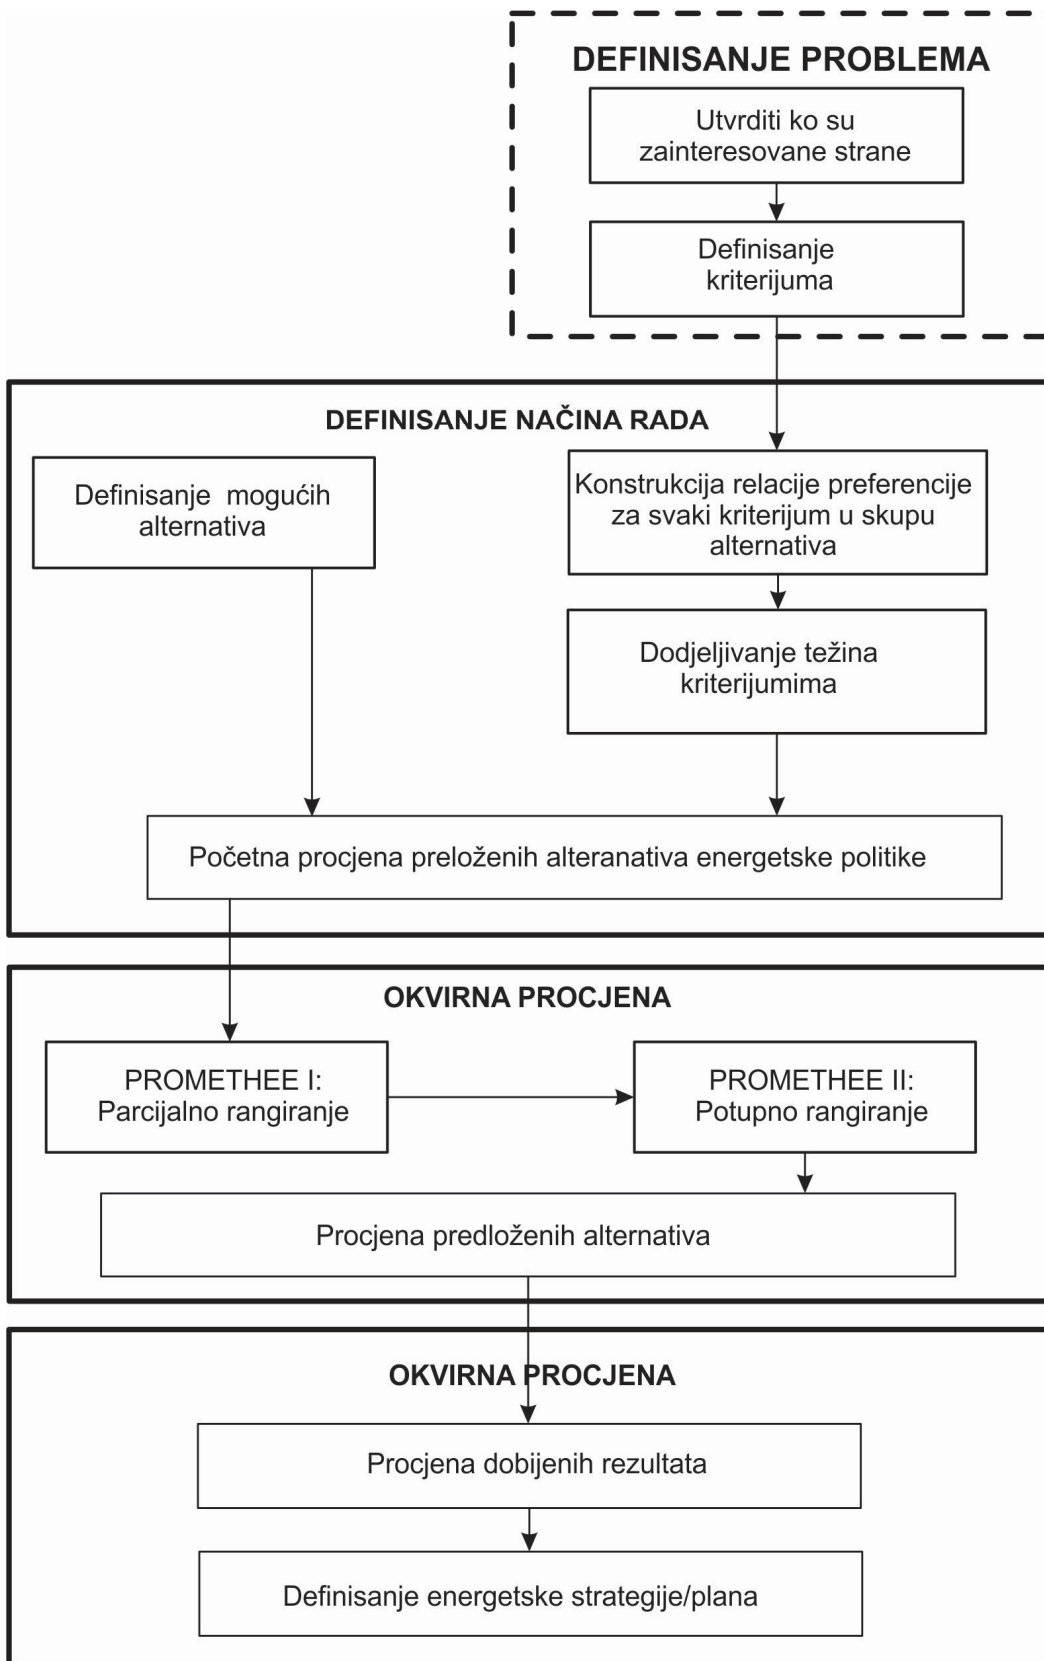 DEFINISANJE PROBLEMA
Utvrditi ko su
zainteresovane strane
Definisanje
kriterijuma
DEFINISANJE NAČINA RADA
Definisanje mogućih
alternativa
Konstrukcija relacije preferencije
za svaki kriterijum u skupu
alternativa
Dodjeljivanje težina
kriterijumima
Početna procjena preloženih alteranativa energetske politike
OKVIRNA PROCJENA
PROMETHEE I:
Parcijalno rangiranje
PROMETHEE II:
Potupno rangiranje
Procjena predloženih alternativa
OKVIRNA PROCJENA
Procjena dobijenih rezultata
Definisanje energetske strategije/plana